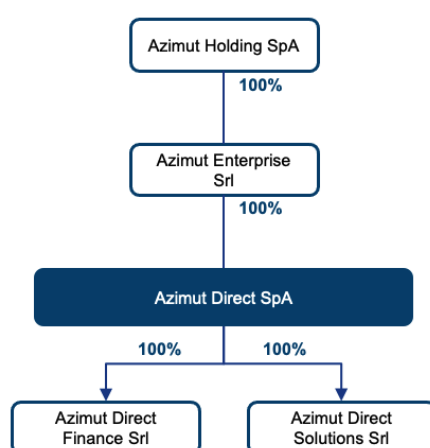 Azimut Holding SpA
100%
Azimut Enterprise
Srl
100%
Azimut Direct SpA
100%
100%
Azimut Direct
Finance Srl
Azimut Direct
Solutions Srl